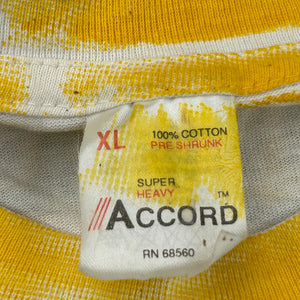 XL 100% COTTON
PRE SHRUNK
SUPER
HEAVY
///ACCORD™
RN 68560